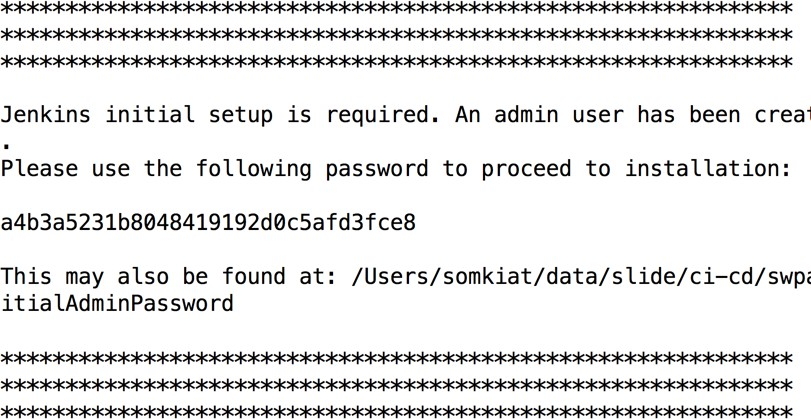 *************************************************************
*************************************************************
*************************************************************
Jenkins initial setup is required. An admin user has been creat
.
Please use the following password to proceed to installation:
a4b3a5231b8048419192d0c5afd3fce8
This may also be found at: /Users/somkiat/data/slide/ci-cd/swpa
itialAdminPassword
*************************************************************
*************************************************************
*************************************************************